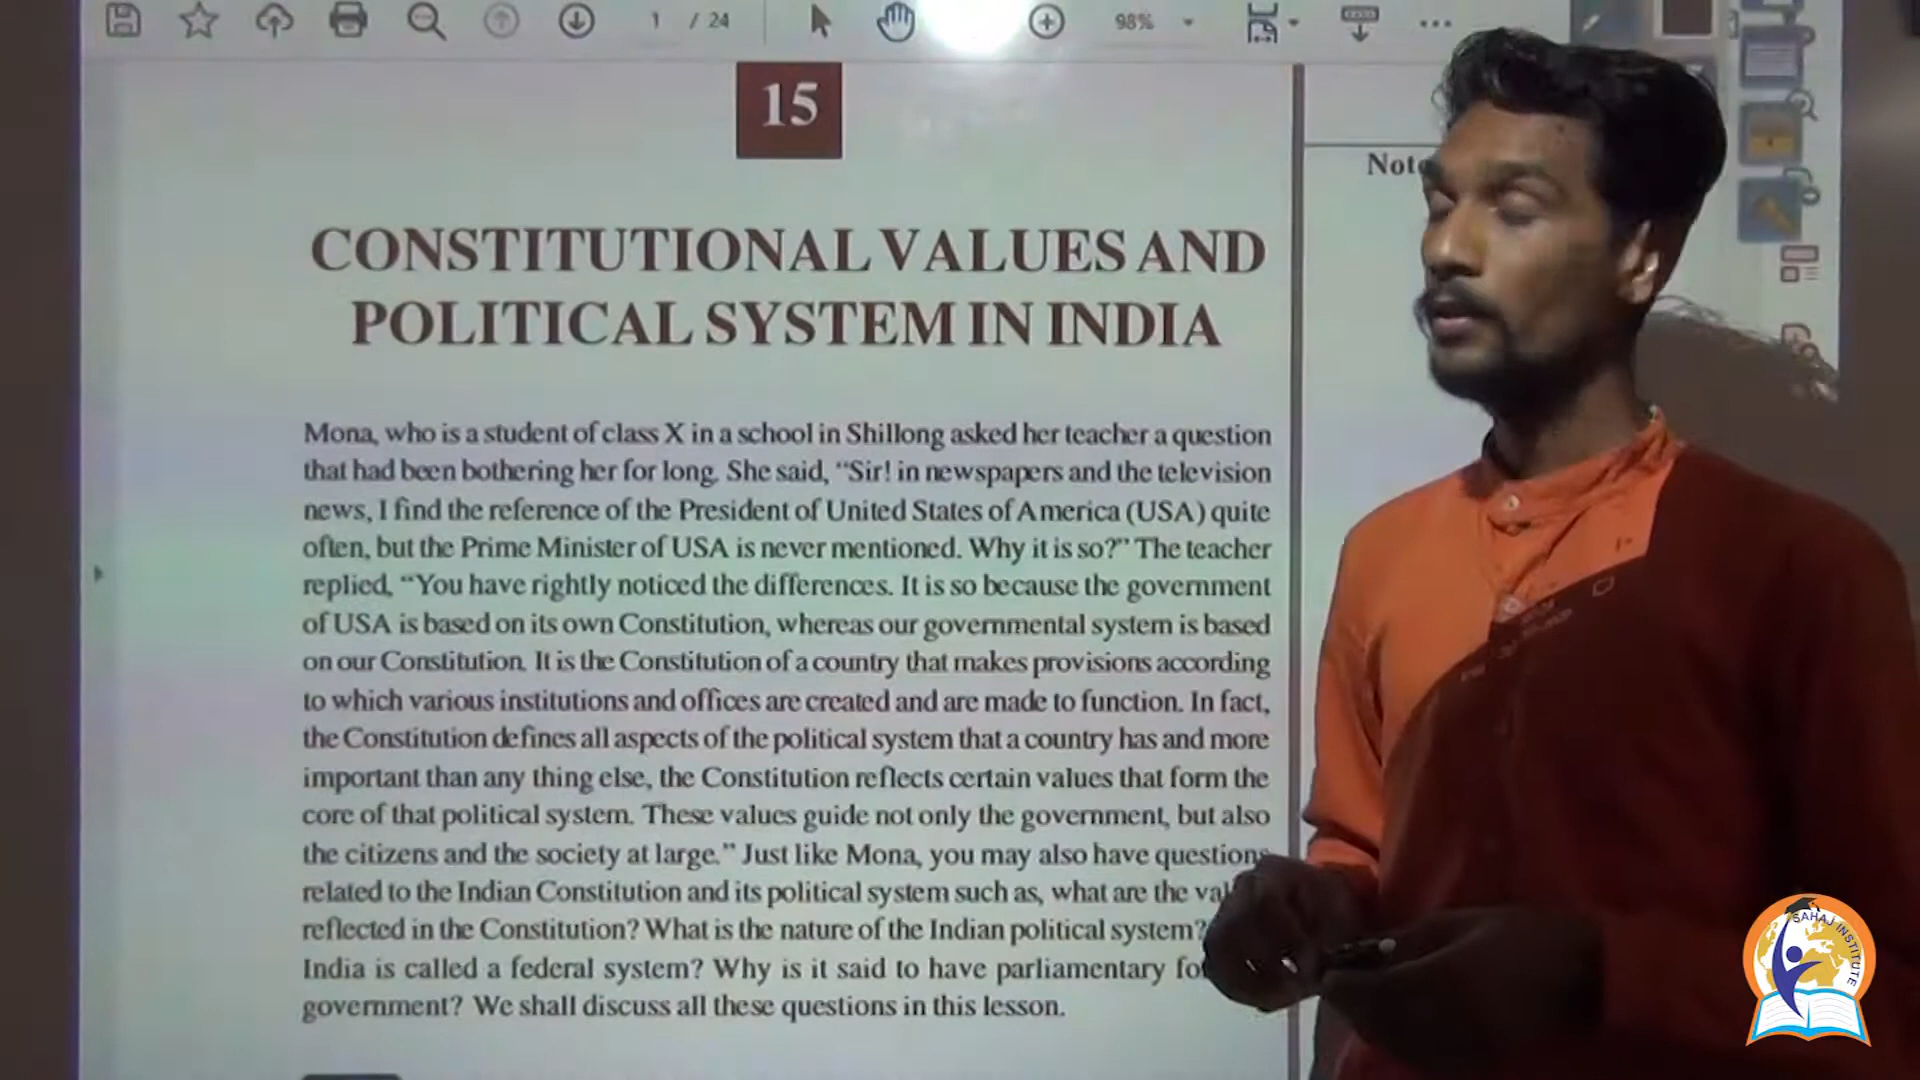 1 / 24
98%
15
Note
CONSTITUTIONAL VALUES AND
POLITICAL SYSTEM IN INDIA
Mona, who is a student of class X in a school in Shillong asked her teacher a question
that had been bothering her for long. She said, “Sir! in newspapers and the television
news, I find the reference of the President of United States of America (USA) quite
often, but the Prime Minister of USA is never mentioned. Why it is so?” The teacher
replied, “You have rightly noticed the differences. It is so because the government
of USA is based on its own Constitution, whereas our governmental system is based
on our Constitution. It is the Constitution of a country that makes provisions according
to which various institutions and offices are created and are made to function. In fact,
the Constitution defines all aspects of the political system that a country has and more
important than any thing else, the Constitution reflects certain values that form the
core of that political system. These values guide not only the government, but also
the citizens and the society at large.” Just like Mona, you may also have questions
related to the Indian Constitution and its political system such as, what are the val
reflected in the Constitution? What is the nature of the Indian political system?
India is called a federal system? Why is it said to have parliamentary fo
government? We shall discuss all these questions in this lesson.
SAHAJ INSTITUTE